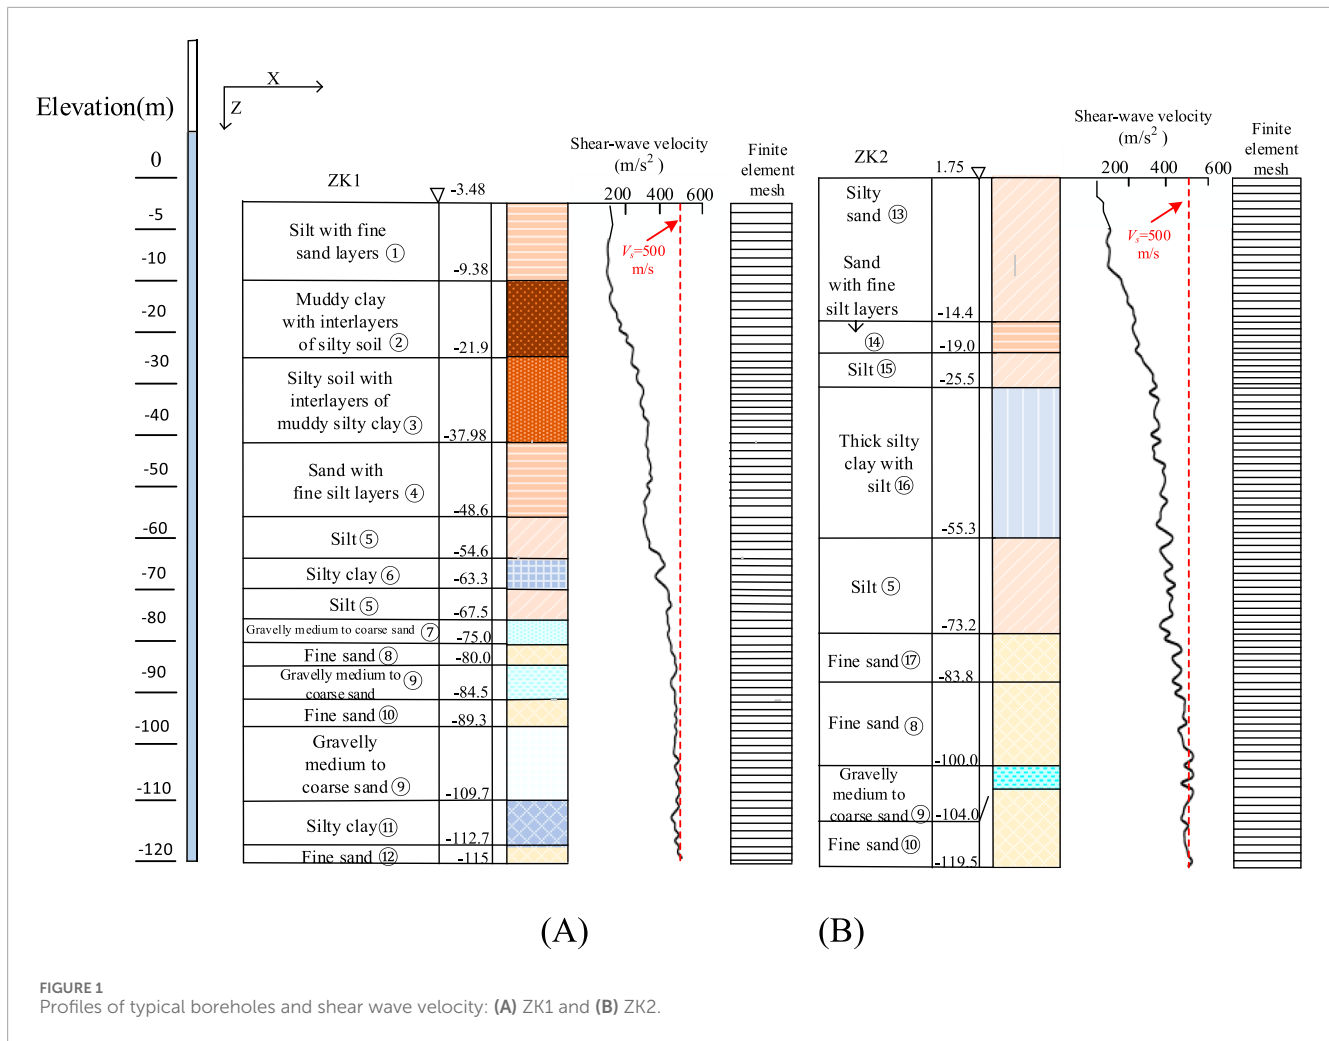 Elevation(m)
X
Z
0
-5
-10
-20
-30
-40
-50
-60
-70
-80
-90
-100
-110
-120
ZK1
-3.48
Silt with fine
sand layers ①
-9.38
Muddy clay
with interlayers
of silty soil ②
-21.9
Silty soil with
interlayers of
muddy silty clay ③
-37.98
Sand with
fine silt layers ④
-48.6
Silt ⑤
-54.6
Silty clay ⑥
-63.3
Silt ⑤
-67.5
Gravelly medium to coarse sand ⑦
-75.0
Fine sand ⑧
-80.0
Gravelly medium to ⑨
coarse sand
-84.5
Fine sand ⑩
-89.3
Gravelly
medium to
coarse sand ⑨
-109.7
Silty clay ⑪
-112.7
Fine sand ⑫
-115
Shear-wave velocity
(m/s²)
200 400 600
Vs=500
m/s
Finite
element
mesh
(A)
ZK2
1.75
Silty
sand ⑬
Sand
with fine
silt layers
-14.4
⑭
-19.0
Silt ⑮
-25.5
Thick silty
clay with
silt ⑯
-55.3
Silt ⑤
-73.2
Fine sand ⑰
-83.8
Fine sand ⑧
-100.0
Gravelly
medium to
coarse sand ⑨
-104.0
Fine sand ⑩
-119.5
Shear-wave velocity
(m/s²)
200 400 600
Vs=500
m/s
Finite
element
mesh
(B)
FIGURE 1
Profiles of typical boreholes and shear wave velocity: (A) ZK1 and (B) ZK2.